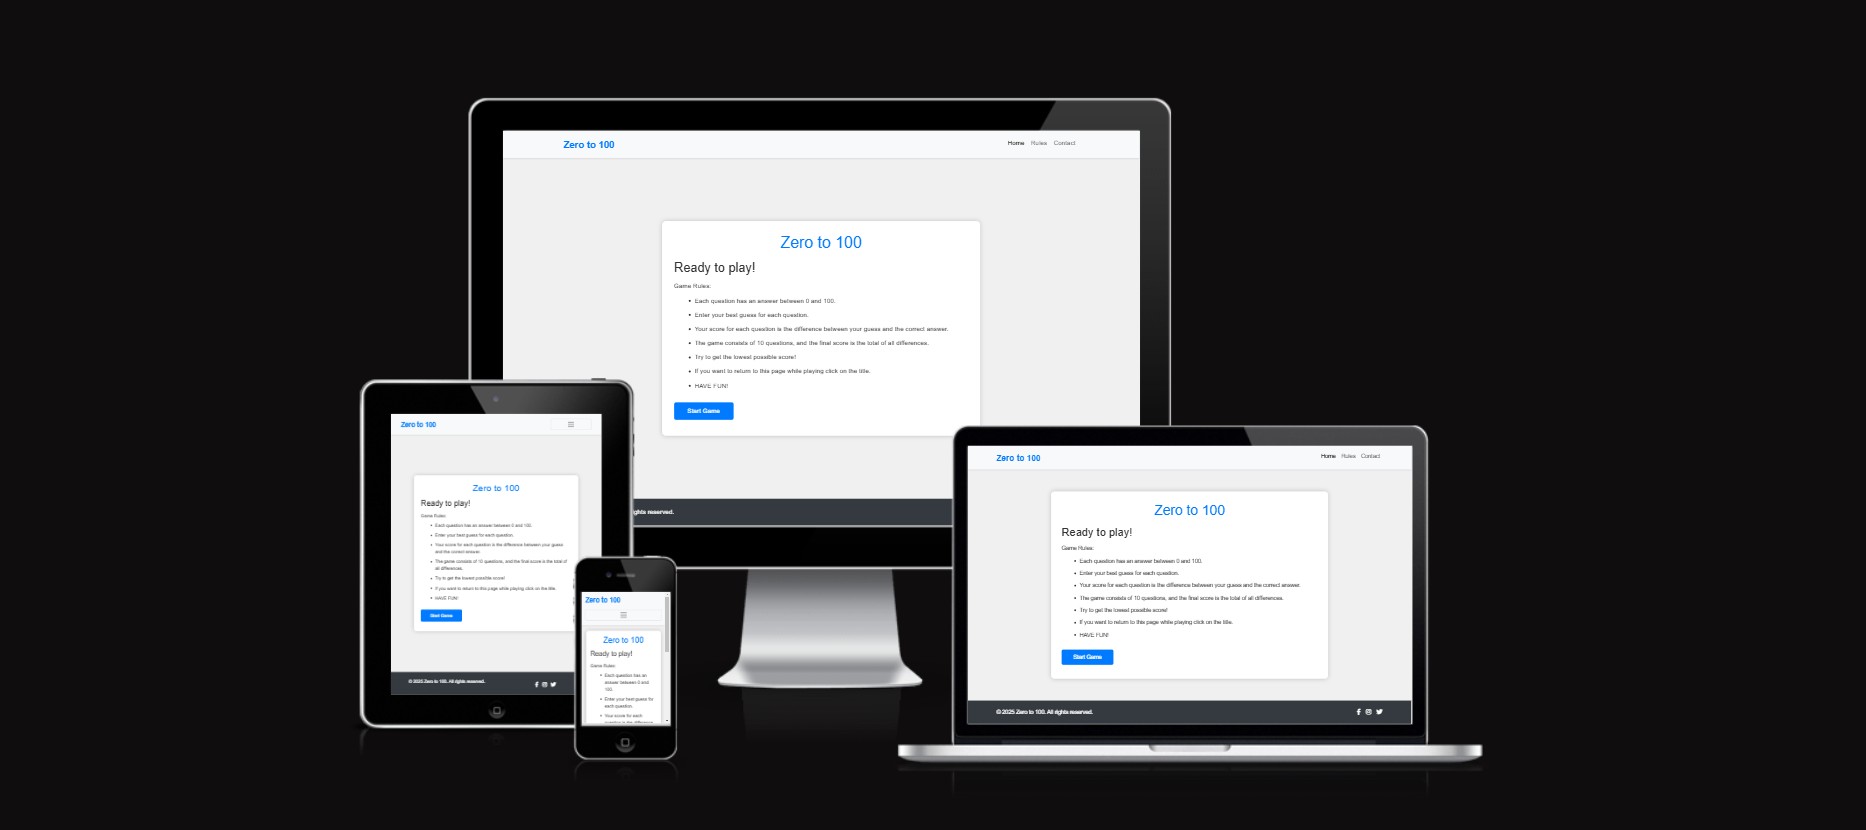 Zero to 100
Home Rules Contact
Zero to 100
Ready to play!
Game Rules:
• Each question has an answer between 0 and 100.
• Enter your best guess for each question.
• Your score for each question is the difference between your guess and the correct answer.
• The game consists of 10 questions, and the final score is the total of all differences.
• Try to get the lowest possible score!
• If you want to return to this page while playing click on the title.
• HAVE FUN!
Start Game
rights reserved.
Zero to 100
Zero to 100
Ready to play!
Game Rules:
• Each question has an answer between 0 and 100.
• Enter your best guess for each question.
• Your score for each question is the difference between your guess
and the correct answer.
• The game consists of 10 questions, and the final score is the total of
all differences.
• Try to get the lowest possible score!
• If you want to return to this page while playing click on the title.
• HAVE FUN!
Start Game
© 2025 Zero to 100. All rights reserved.
Zero to 100
Zero to 100
Ready to play!
Game Rules:
• Each question has an
answer between 0 and
100.
• Enter your best guess for
each question.
• Your score for each
question is the difference
Zero to 100
Home Rules Contact
Zero to 100
Ready to play!
Game Rules:
• Each question has an answer between 0 and 100.
• Enter your best guess for each question.
• Your score for each question is the difference between your guess and the correct answer.
• The game consists of 10 questions, and the final score is the total of all differences.
• Try to get the lowest possible score!
• If you want to return to this page while playing click on the title.
• HAVE FUN!
Start Game
© 2025 Zero to 100. All rights reserved.